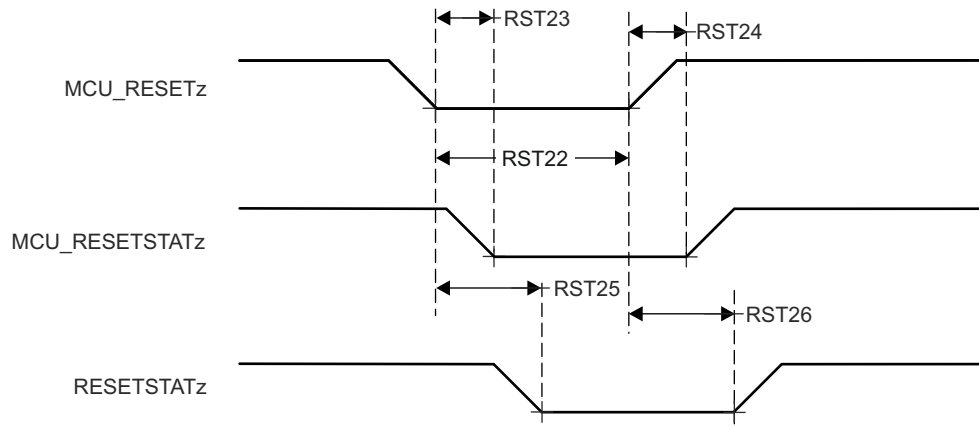 RST23
RST24
MCU_RESETz
RST22
MCU_RESETSTATz
RST25
RST26
RESETSTATz